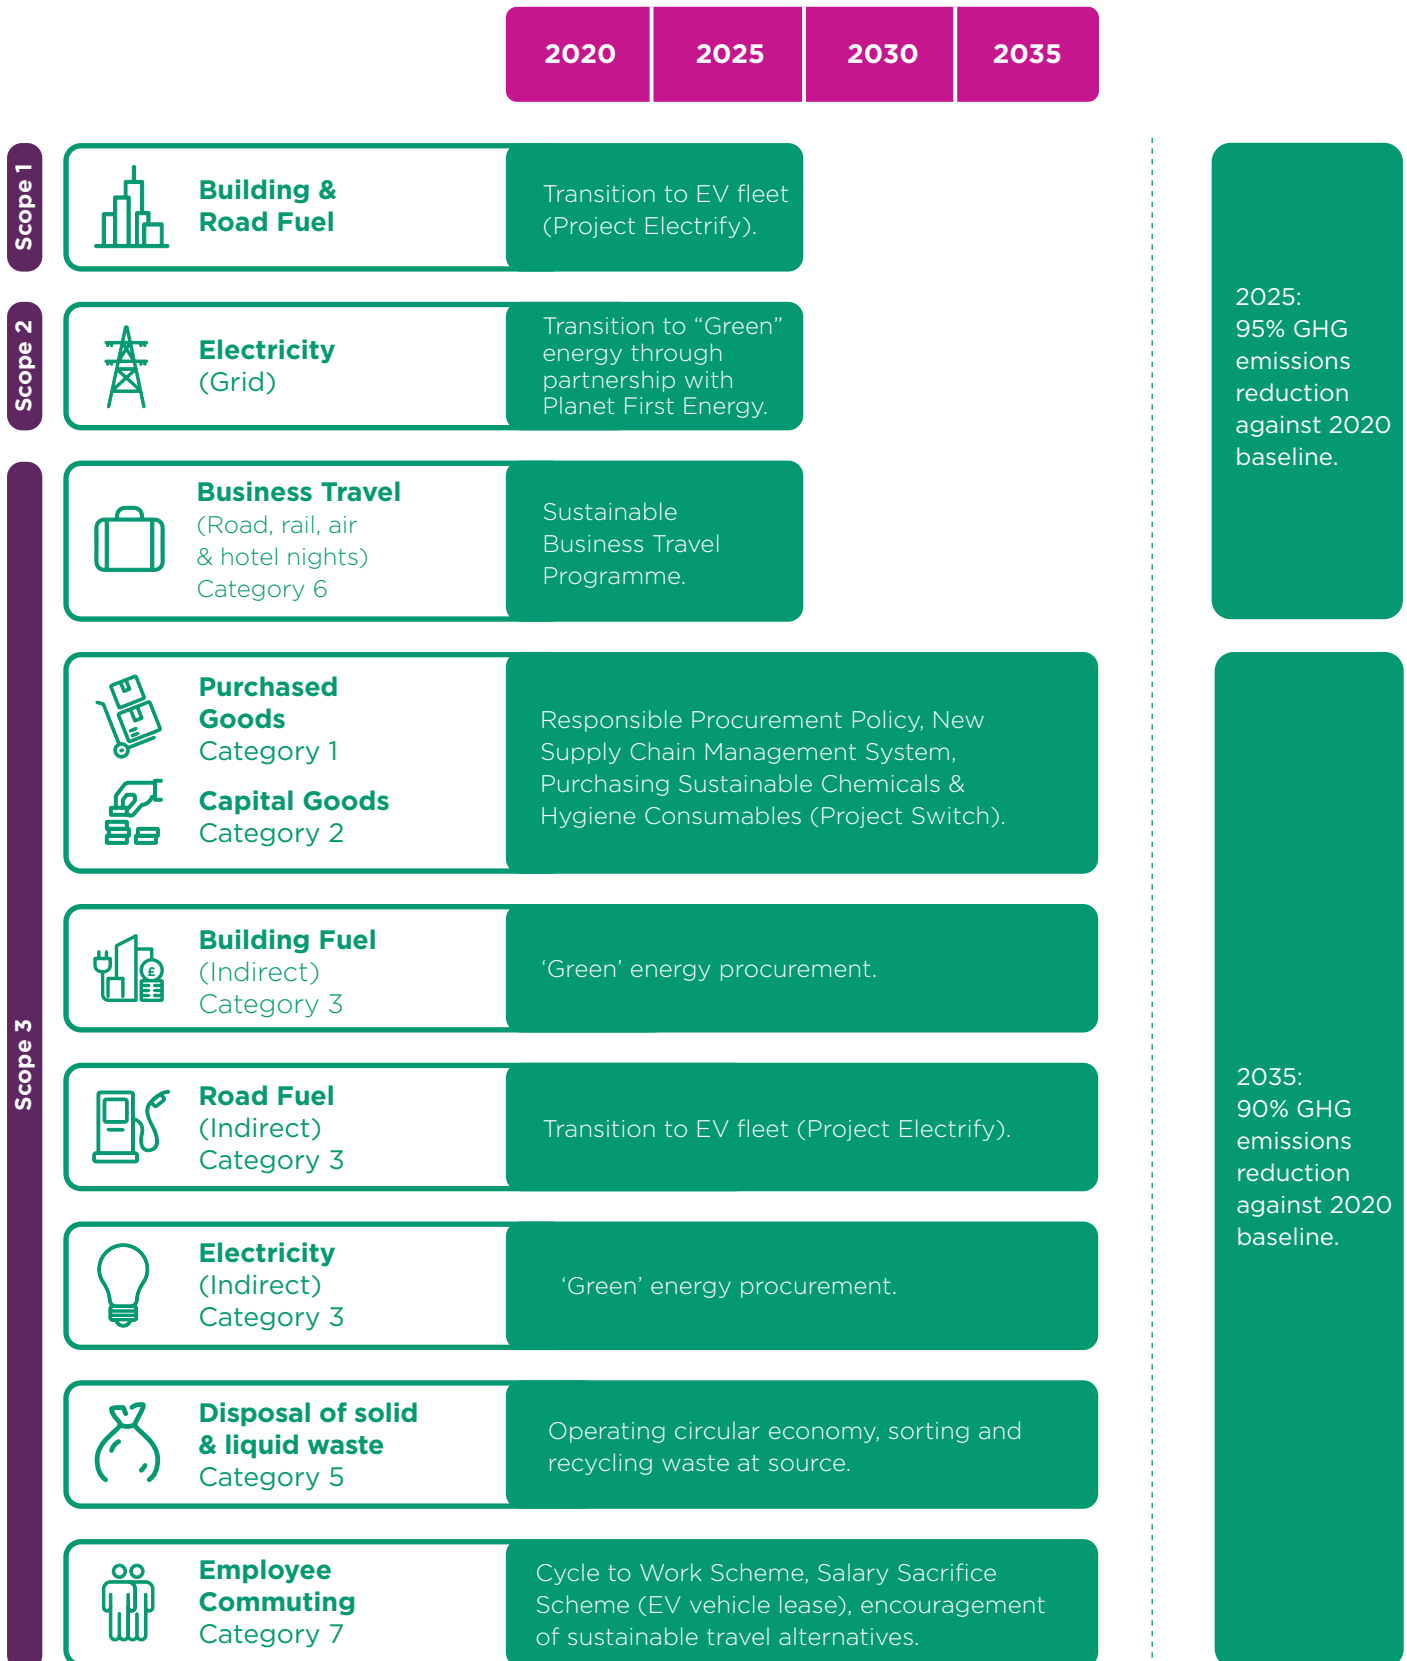 2020 2025 2030 2035
Scope 1
Building &
Road Fuel
Transition to EV fleet
(Project Electrify).
Scope 2
Electricity
(Grid)
Transition to “Green”
energy through
partnership with
Planet First Energy.
Scope 3
Business Travel
(Road, rail, air
& hotel nights)
Category 6
Sustainable
Business Travel
Programme.
2025:
95% GHG
emissions
reduction
against 2020
baseline.
Purchased
Goods
Category 1
Capital Goods
Category 2
Responsible Procurement Policy, New
Supply Chain Management System,
Purchasing Sustainable Chemicals &
Hygiene Consumables (Project Switch).
Building Fuel
(Indirect)
Category 3
‘Green’ energy procurement.
£
Road Fuel
(Indirect)
Category 3
Transition to EV fleet (Project Electrify).
Electricity
(Indirect)
Category 3
‘Green’ energy procurement.
Disposal of solid
& liquid waste
Category 5
Operating circular economy, sorting and
recycling waste at source.
Employee
Commuting
Category 7
Cycle to Work Scheme, Salary Sacrifice
Scheme (EV vehicle lease), encouragement
of sustainable travel alternatives.
2035:
90% GHG
emissions
reduction
against 2020
baseline.